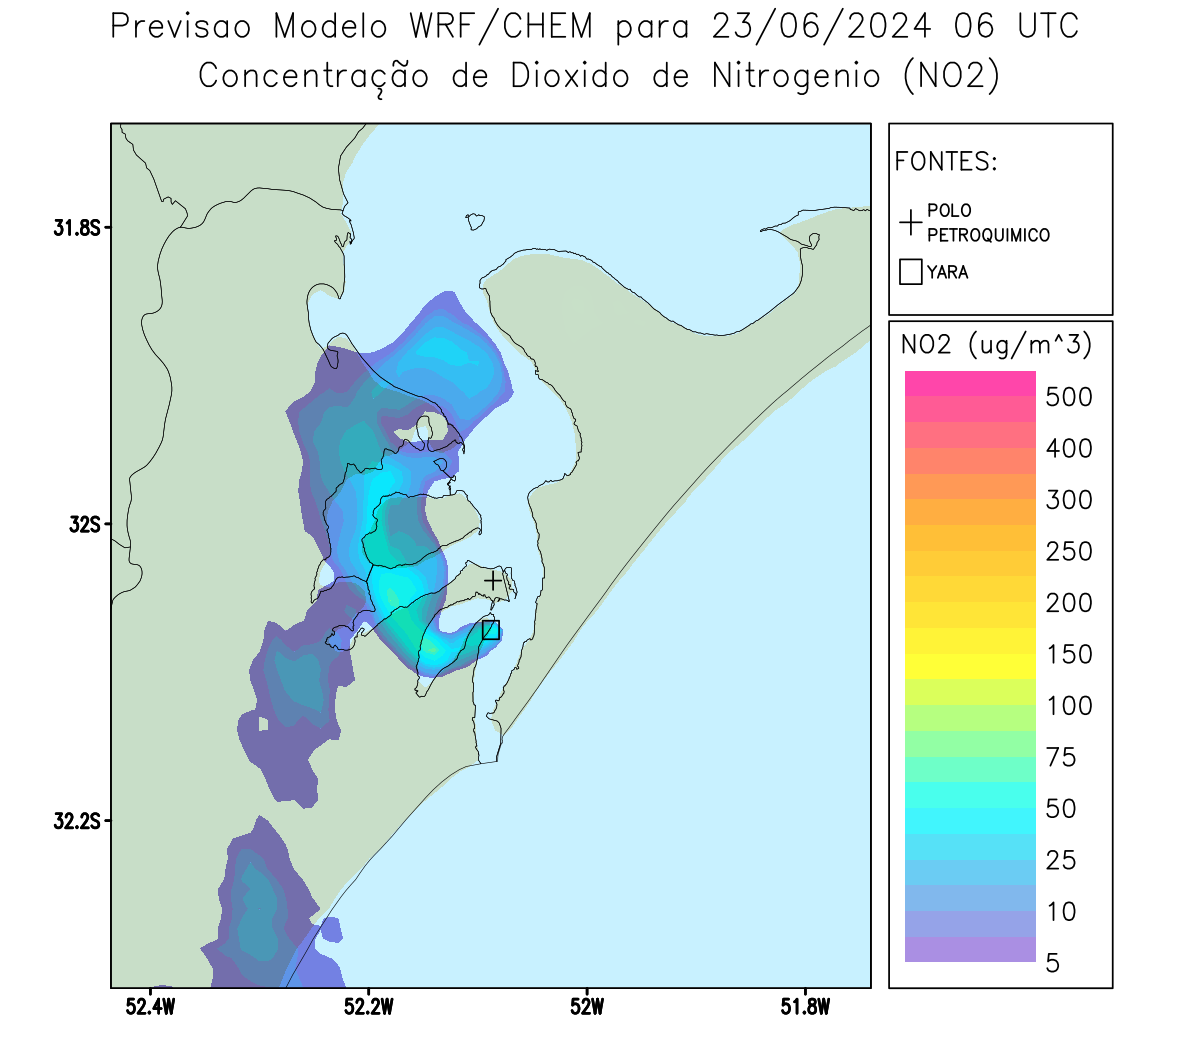 Previsao Modelo WRF/CHEM para 23/06/2024 06 UTC
Concentração de Dioxido de Nitrogenio (NO2)
FONTES:
POLO
PETROQUIMICO
YARA
NO2 (ug/m^3)
500
400
300
250
200
150
100
75
50
25
10
5
31.8S
32S
32.2S
52.4W
52.2W
52W
51.8W